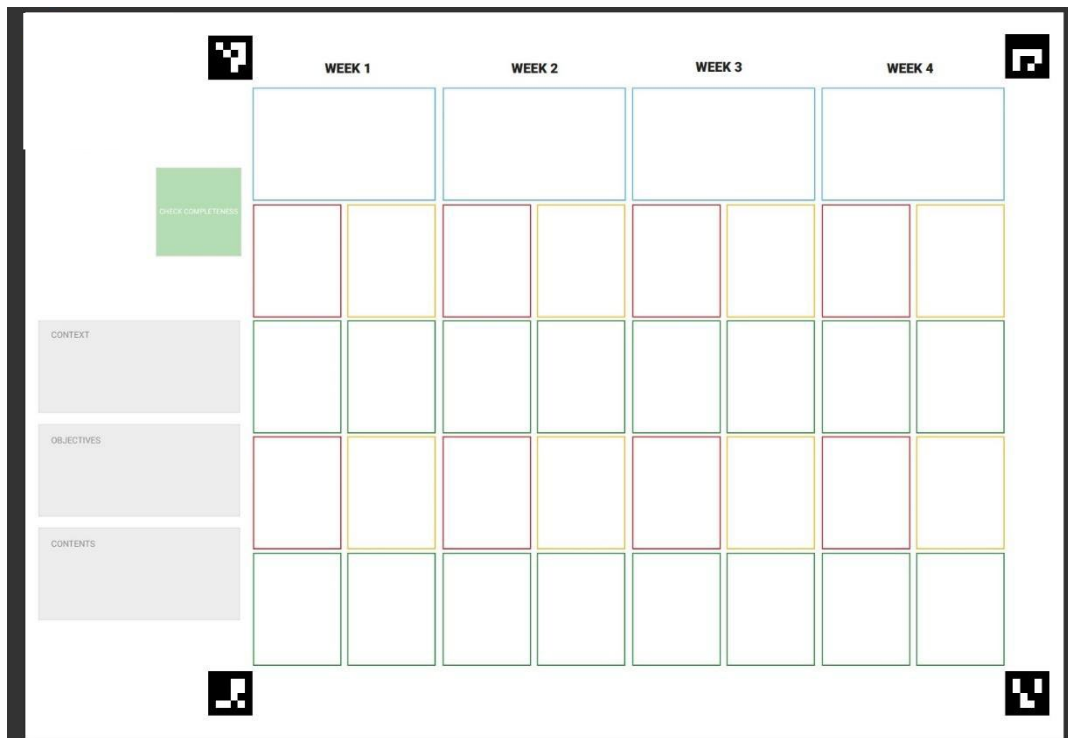 WEEK 1
WEEK 2
WEEK 3
WEEK 4
CHECK COMPLETENESS
CONTEXT
OBJECTIVES
CONTENTS